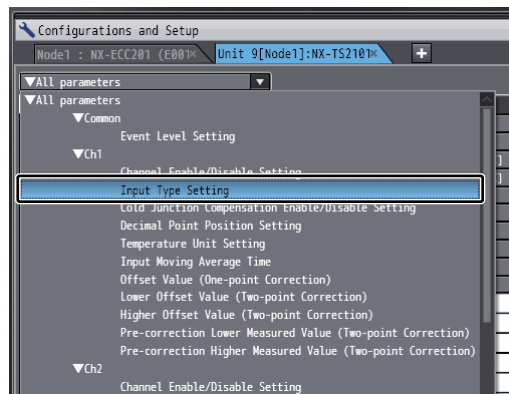 Configurations and Setup
Node1 : NX-ECC201 (E001× Unit 9[Node1]:NX-TS2101× +
▼All parameters ▼
▼All parameters
▼Common
Event Level Setting
▼Ch1
Channel Enable/Disable Setting
Input Type Setting
Cold Junction Compensation Enable/Disable Setting
Decimal Point Position Setting
Temperature Unit Setting
Input Moving Average Time
Offset Value (One-point Correction)
Lower Offset Value (Two-point Correction)
Higher Offset Value (Two-point Correction)
Pre-correction Lower Measured Value (Two-point Correction)
Pre-correction Higher Measured Value (Two-point Correction)
▼Ch2
Channel Enable/Disable Setting